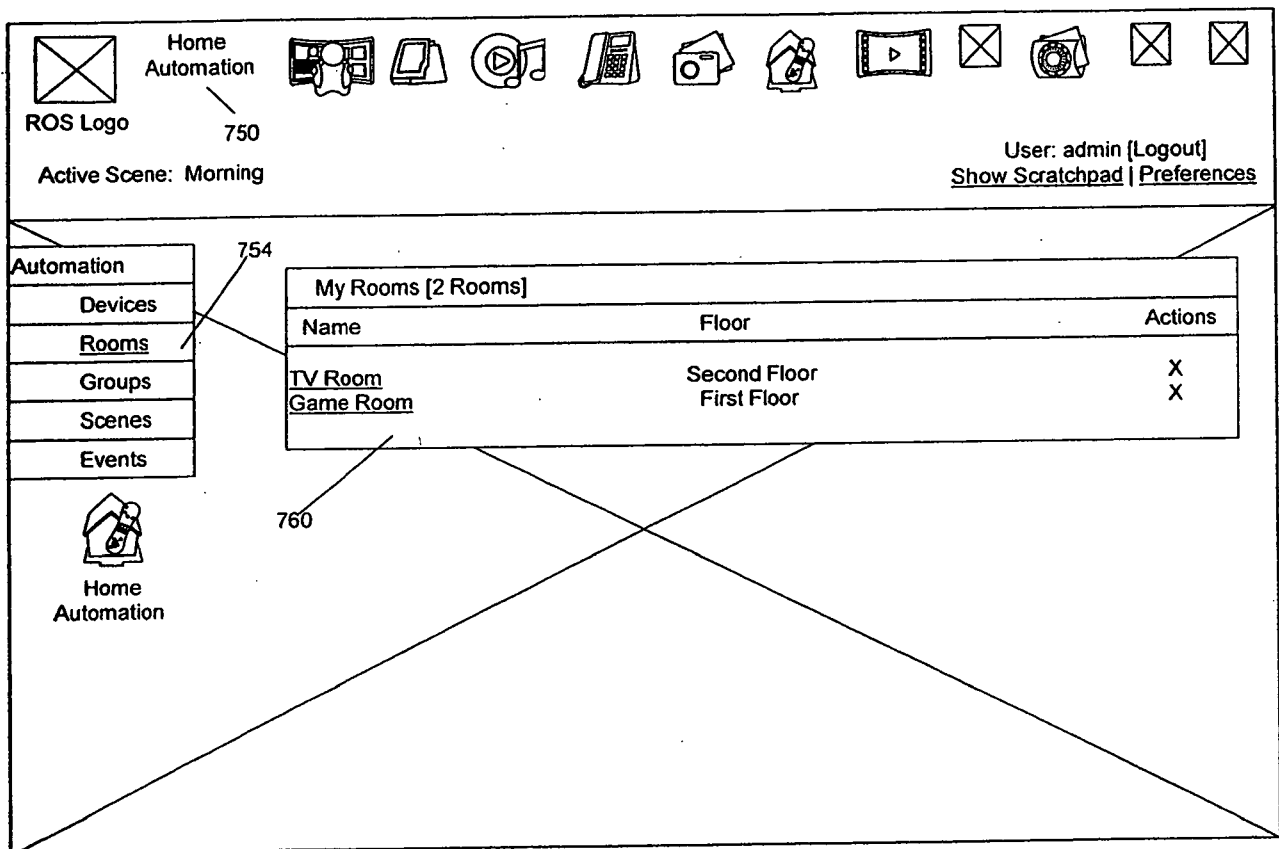 Home
Automation
750
ROS Logo
Active Scene: Morning
User: admin [Logout]
Show Scratchpad | Preferences
754
Automation
Devices
Rooms
Groups
Scenes
Events
Home
Automation
My Rooms [2 Rooms]
Name Floor Actions
TV Room Second Floor X
Game Room First Floor X
760